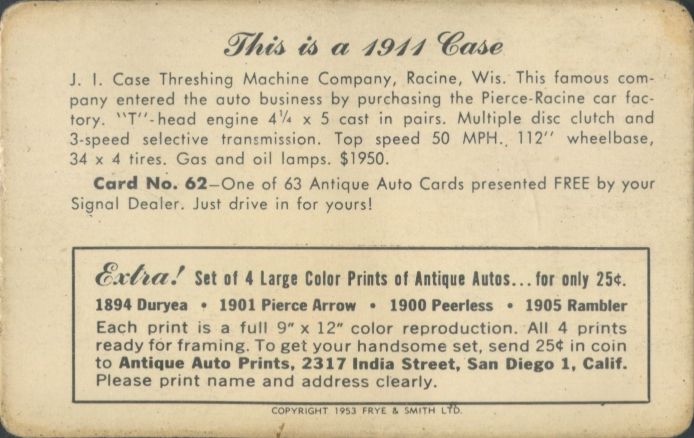 This is a 1911 Case
J. I. Case Threshing Machine Company, Racine, Wis. This famous com-
pany entered the auto business by purchasing the Pierce-Racine car fac-
tory. "T"-head engine 4¼ x 5 cast in pairs. Multiple disc clutch and
3-speed selective transmission. Top speed 50 MPH., 112" wheelbase,
34 x 4 tires. Gas and oil lamps. $1950.
Card No. 62—One of 63 Antique Auto Cards presented FREE by your
Signal Dealer. Just drive in for yours!
Extra! Set of 4 Large Color Prints of Antique Autos...for only 25¢.
1894 Duryea • 1901 Pierce Arrow • 1900 Peerless • 1905 Rambler
Each print is a full 9" x 12" color reproduction. All 4 prints
ready for framing. To get your handsome set, send 25¢ in coin
to Antique Auto Prints, 2317 India Street, San Diego 1, Calif.
Please print name and address clearly.
COPYRIGHT 1953 FRYE & SMITH LTD.